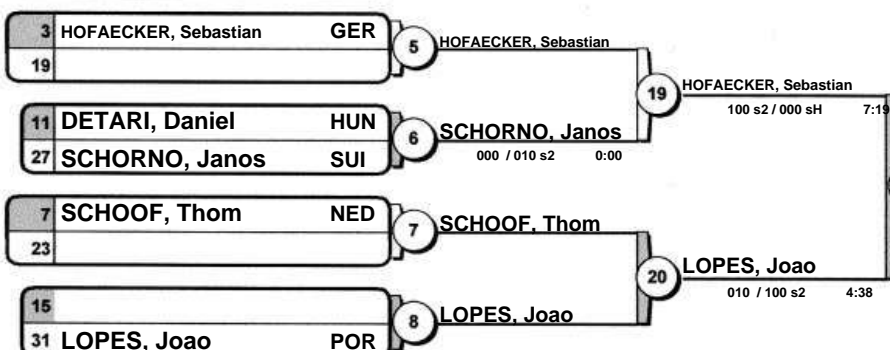 3 HOFAECKER, Sebastian GER
19
5
HOFAECKER, Sebastian
11 DETARI, Daniel HUN
27 SCHORNO, Janos SUI
6
SCHORNO, Janos
000 / 010 s2 0:00
19
HOFAECKER, Sebastian
100 s2 / 000 sH 7:19
7 SCHOOF, Thom NED
23
7
SCHOOF, Thom
15
31 LOPES, Joao POR
8
LOPES, Joao
20
LOPES, Joao
010 / 100 s2 4:38